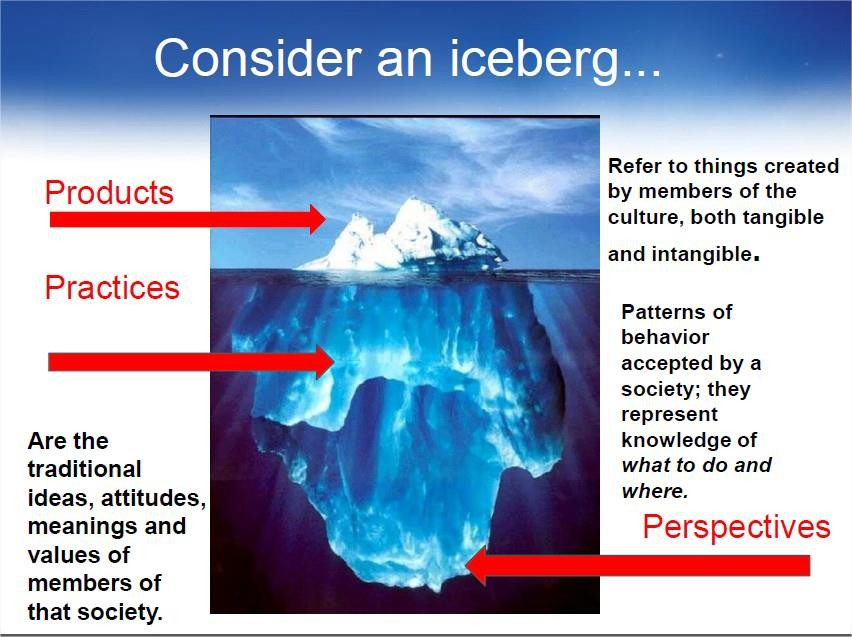 Consider an iceberg...
Products
Refer to things created
by members of the
culture, both tangible
and intangible.
Practices
Patterns of
behavior
accepted by a
society; they
represent
knowledge of
what to do and
where.
Are the
traditional
ideas, attitudes,
meanings and
values of
members of
that society.
Perspectives